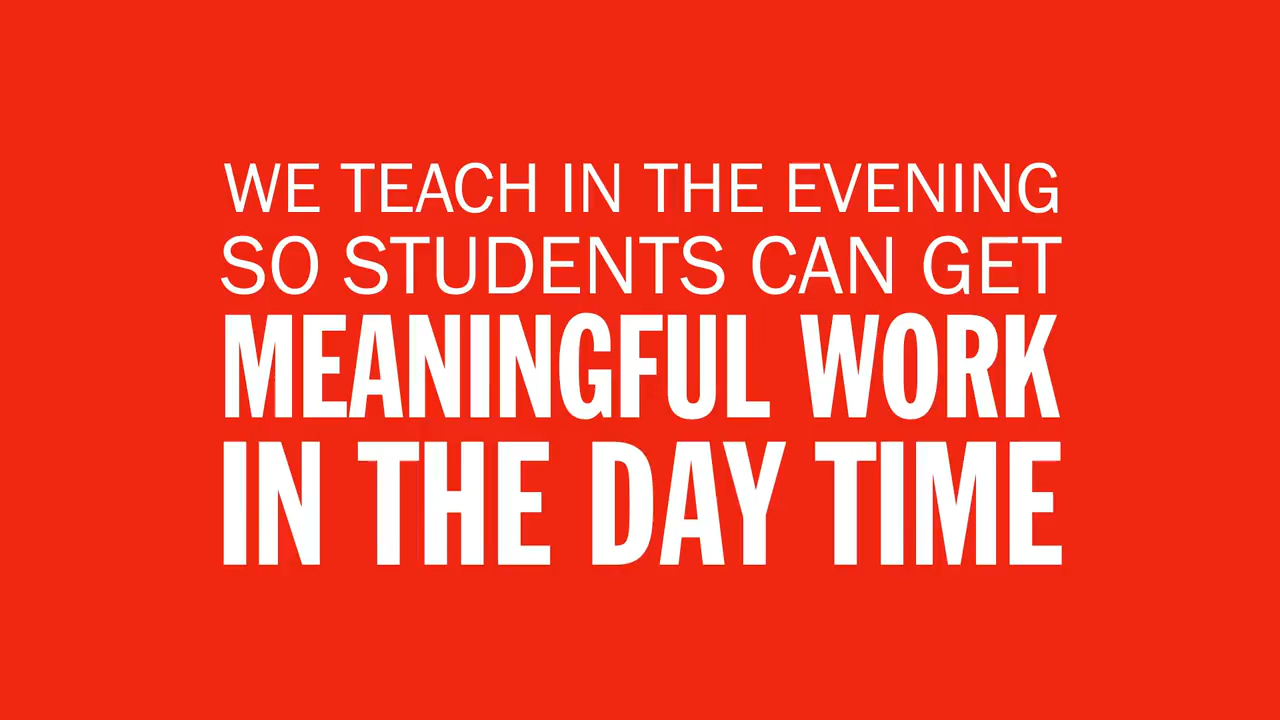 WE TEACH IN THE EVENING
SO STUDENTS CAN GET
MEANINGFUL WORK
IN THE DAY TIME